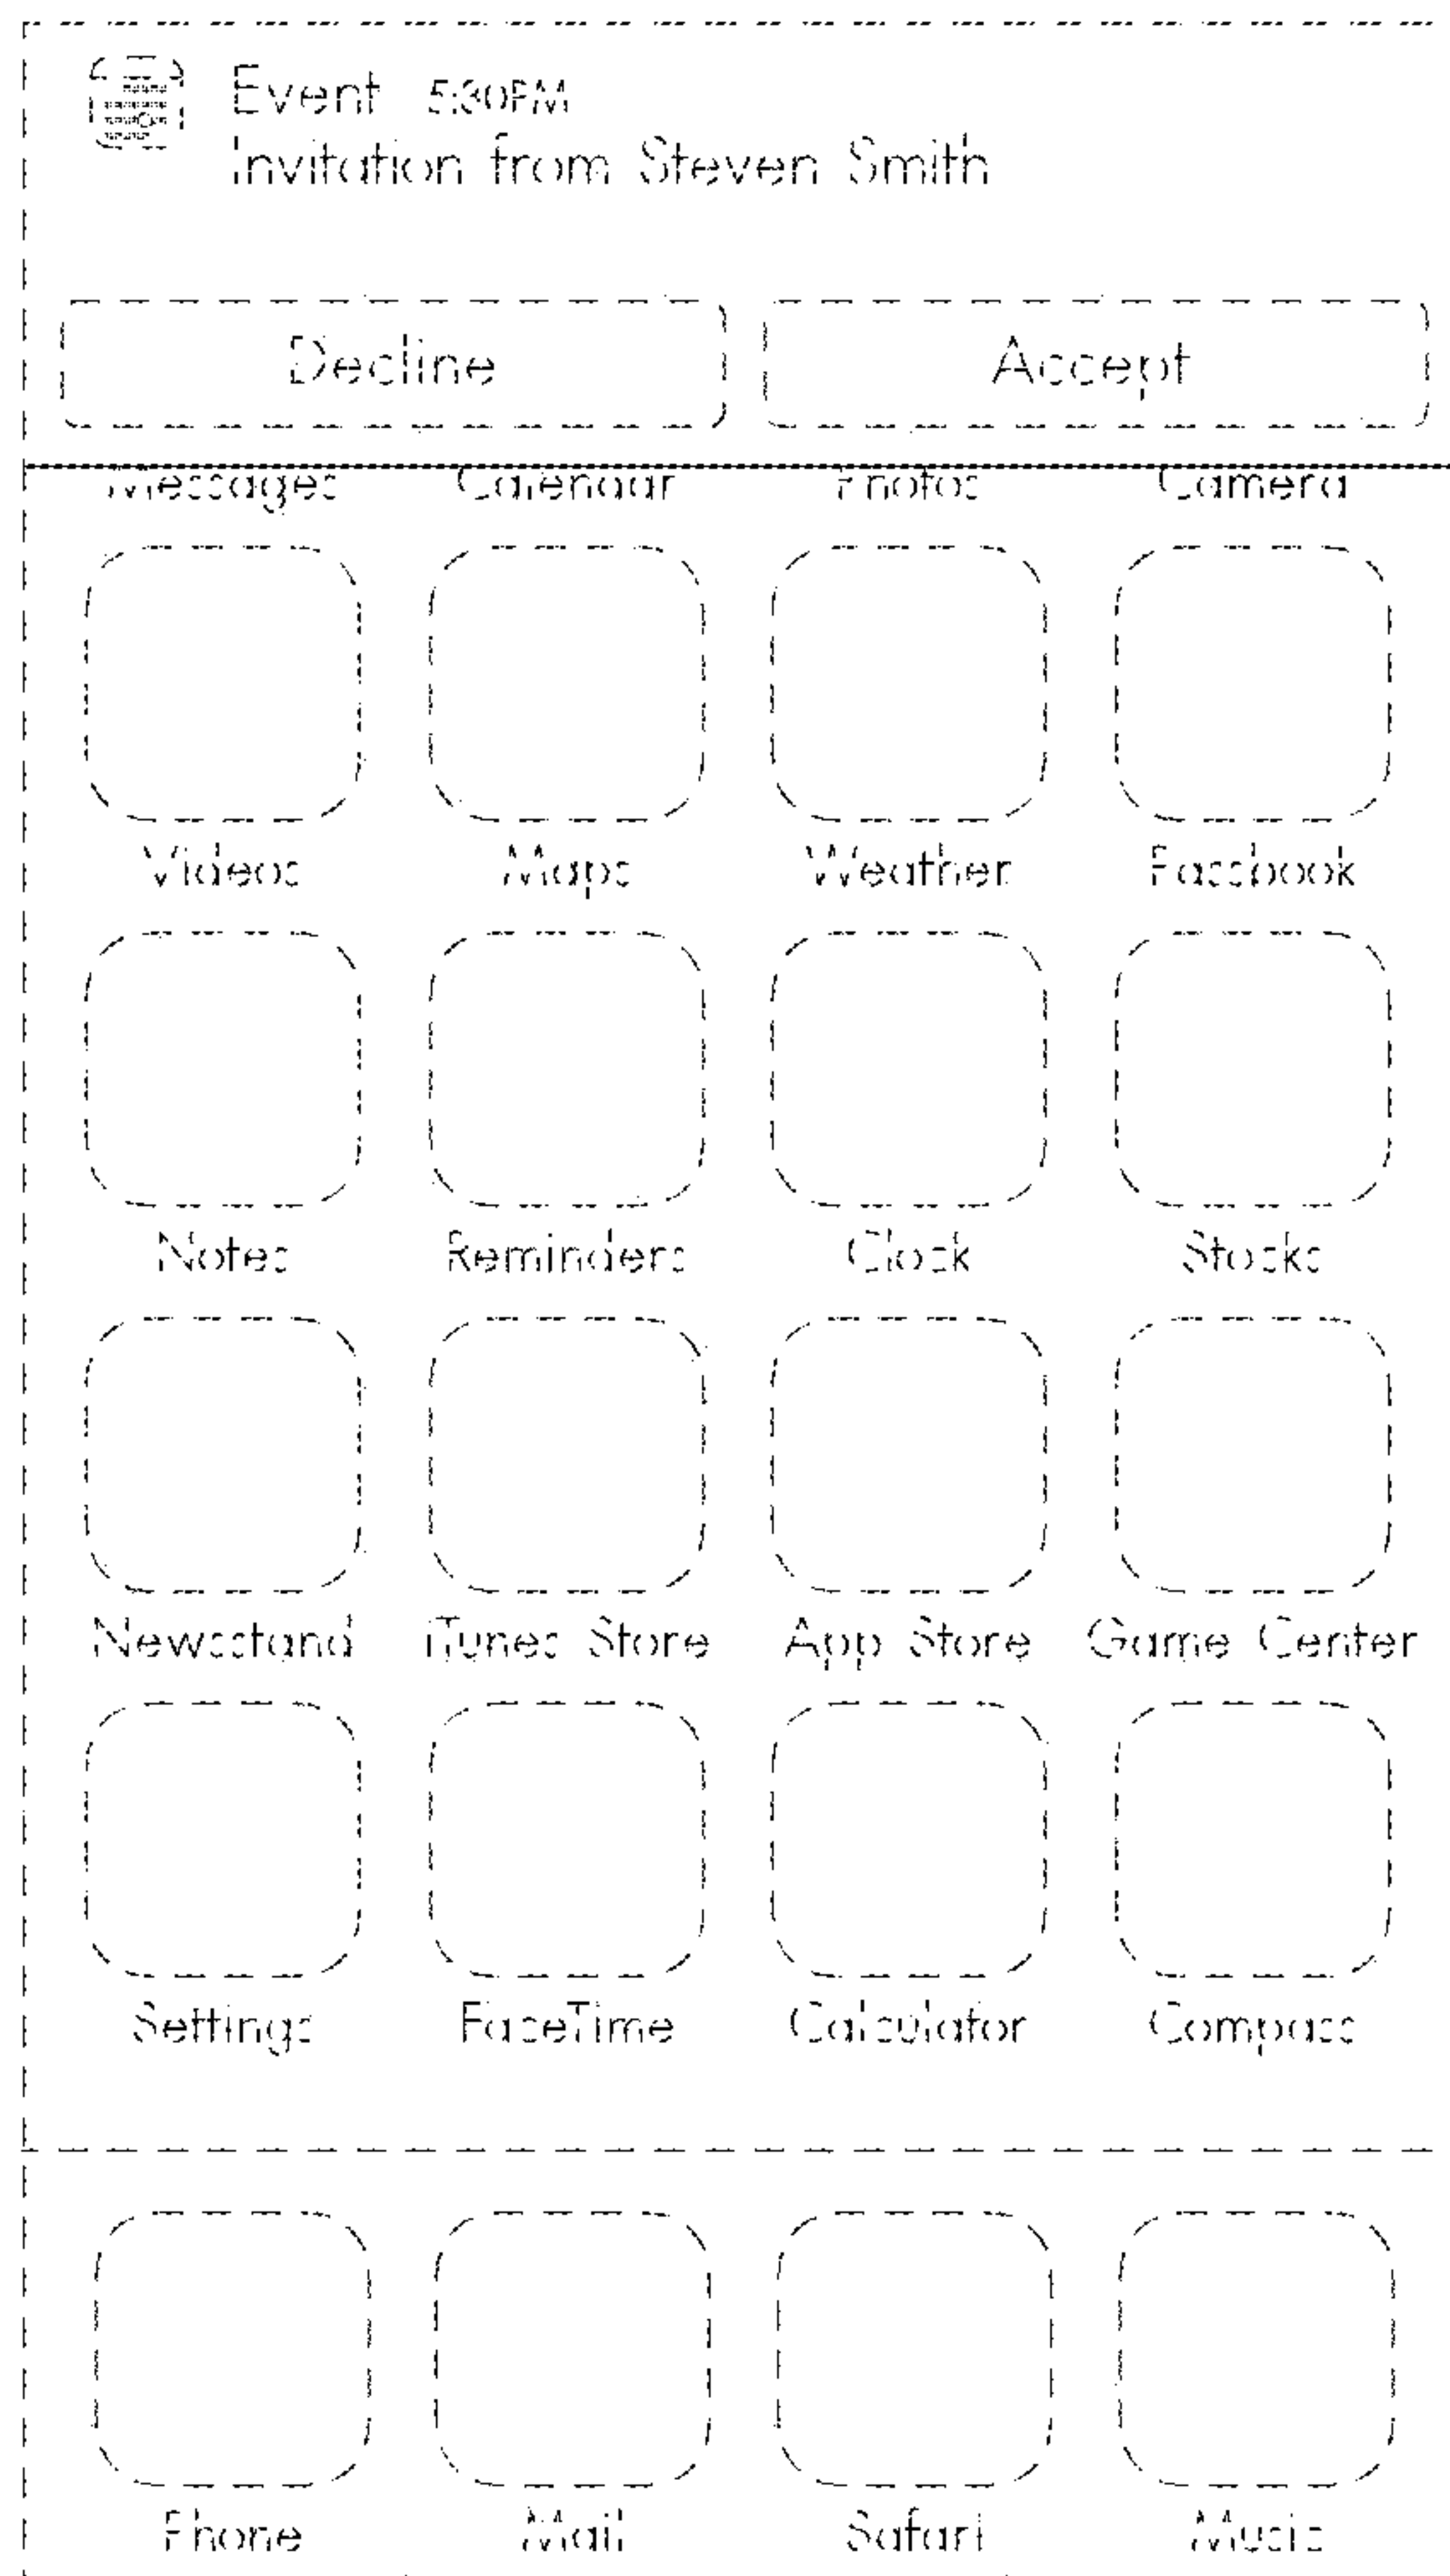 Event 5:30PM
Invitation from Steven Smith
Decline Accept
Messages Calendar Photos Camera
Videos Maps Weather Passbook
Notes Reminders Clock Stocks
Newsstand iTunes Store App Store Game Center
Settings FaceTime Calculator Compass
Phone Mail Safari Music